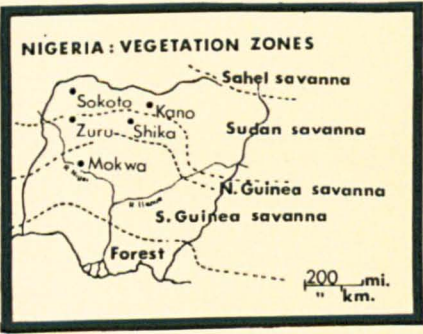 NIGERIA: VEGETATION ZONES
Sahel savanna
Sokoto
Kano
Zuru
Shika
Sudan savanna
Mokwa
N. Guinea savanna
S. Guinea savanna
Forest
200 mi.
km.